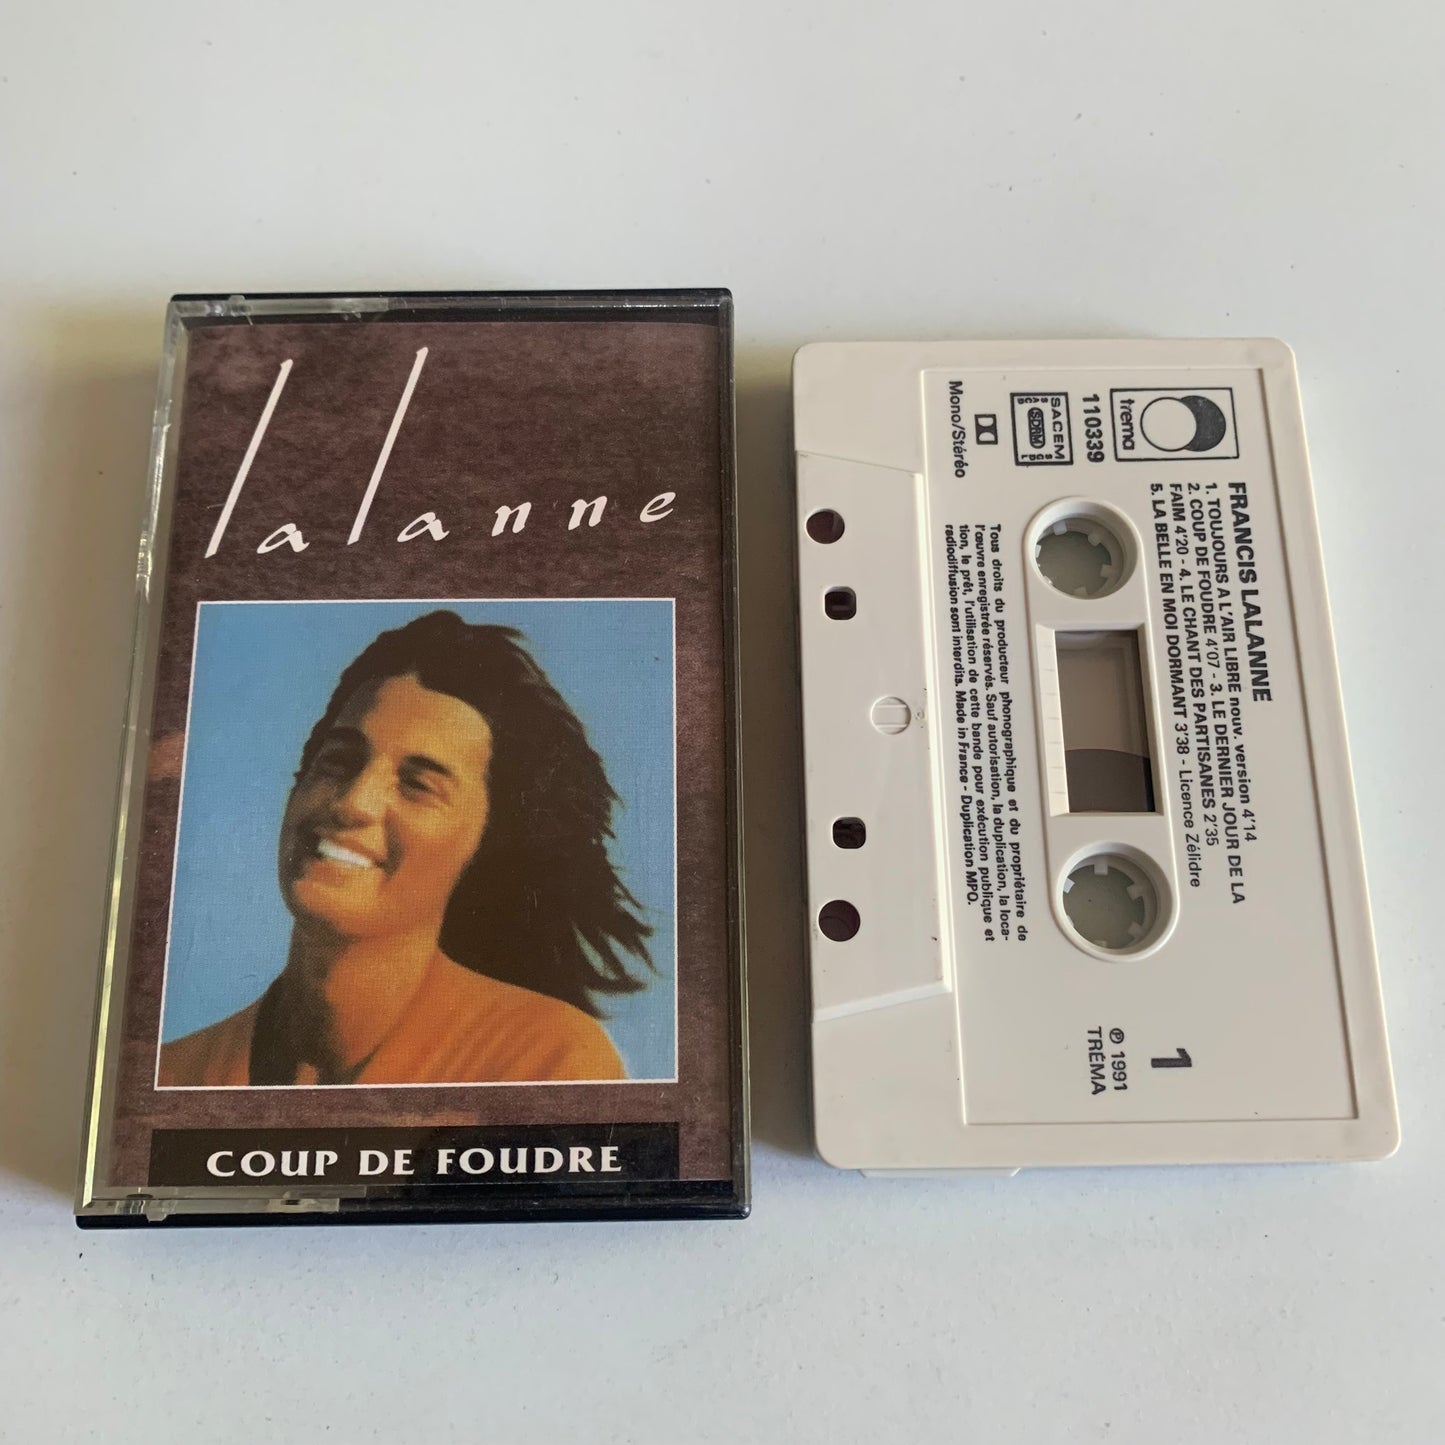 lalanne
COUP DE FOUDRE
trema
110339
SACEM
SDRM
Mono/Stéréo
FRANCIS LALANNE
1. TOUJOURS A L'AIR LIBRE nouv. version 4'14
2. COUP DE FOUDRE 4'07 - 3. LE DERNIER JOUR DE LA
FAIM 4'20 - 4. LE CHANT DES PARTISANES 2'35
5. LA BELLE EN MOI DORMANT 3'38 - Licence Zélidre
Tous droits du producteur phonographique et du propriétaire de
l'œuvre enregistrée réservés. Sauf autorisation, la duplication, la loca-
tion, le prêt, l'utilisation de cette bande pour exécution publique et
radiodiffusion sont interdits. Made in France - Duplication MPO.
1
℗ 1991
TRÉMA